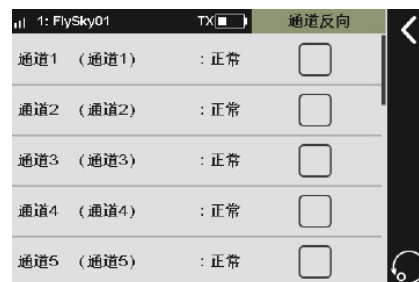 1: FlySky01 TX 通道反向
通道1 (通道1) : 正常
通道2 (通道2) : 正常
通道3 (通道3) : 正常
通道4 (通道4) : 正常
通道5 (通道5) : 正常